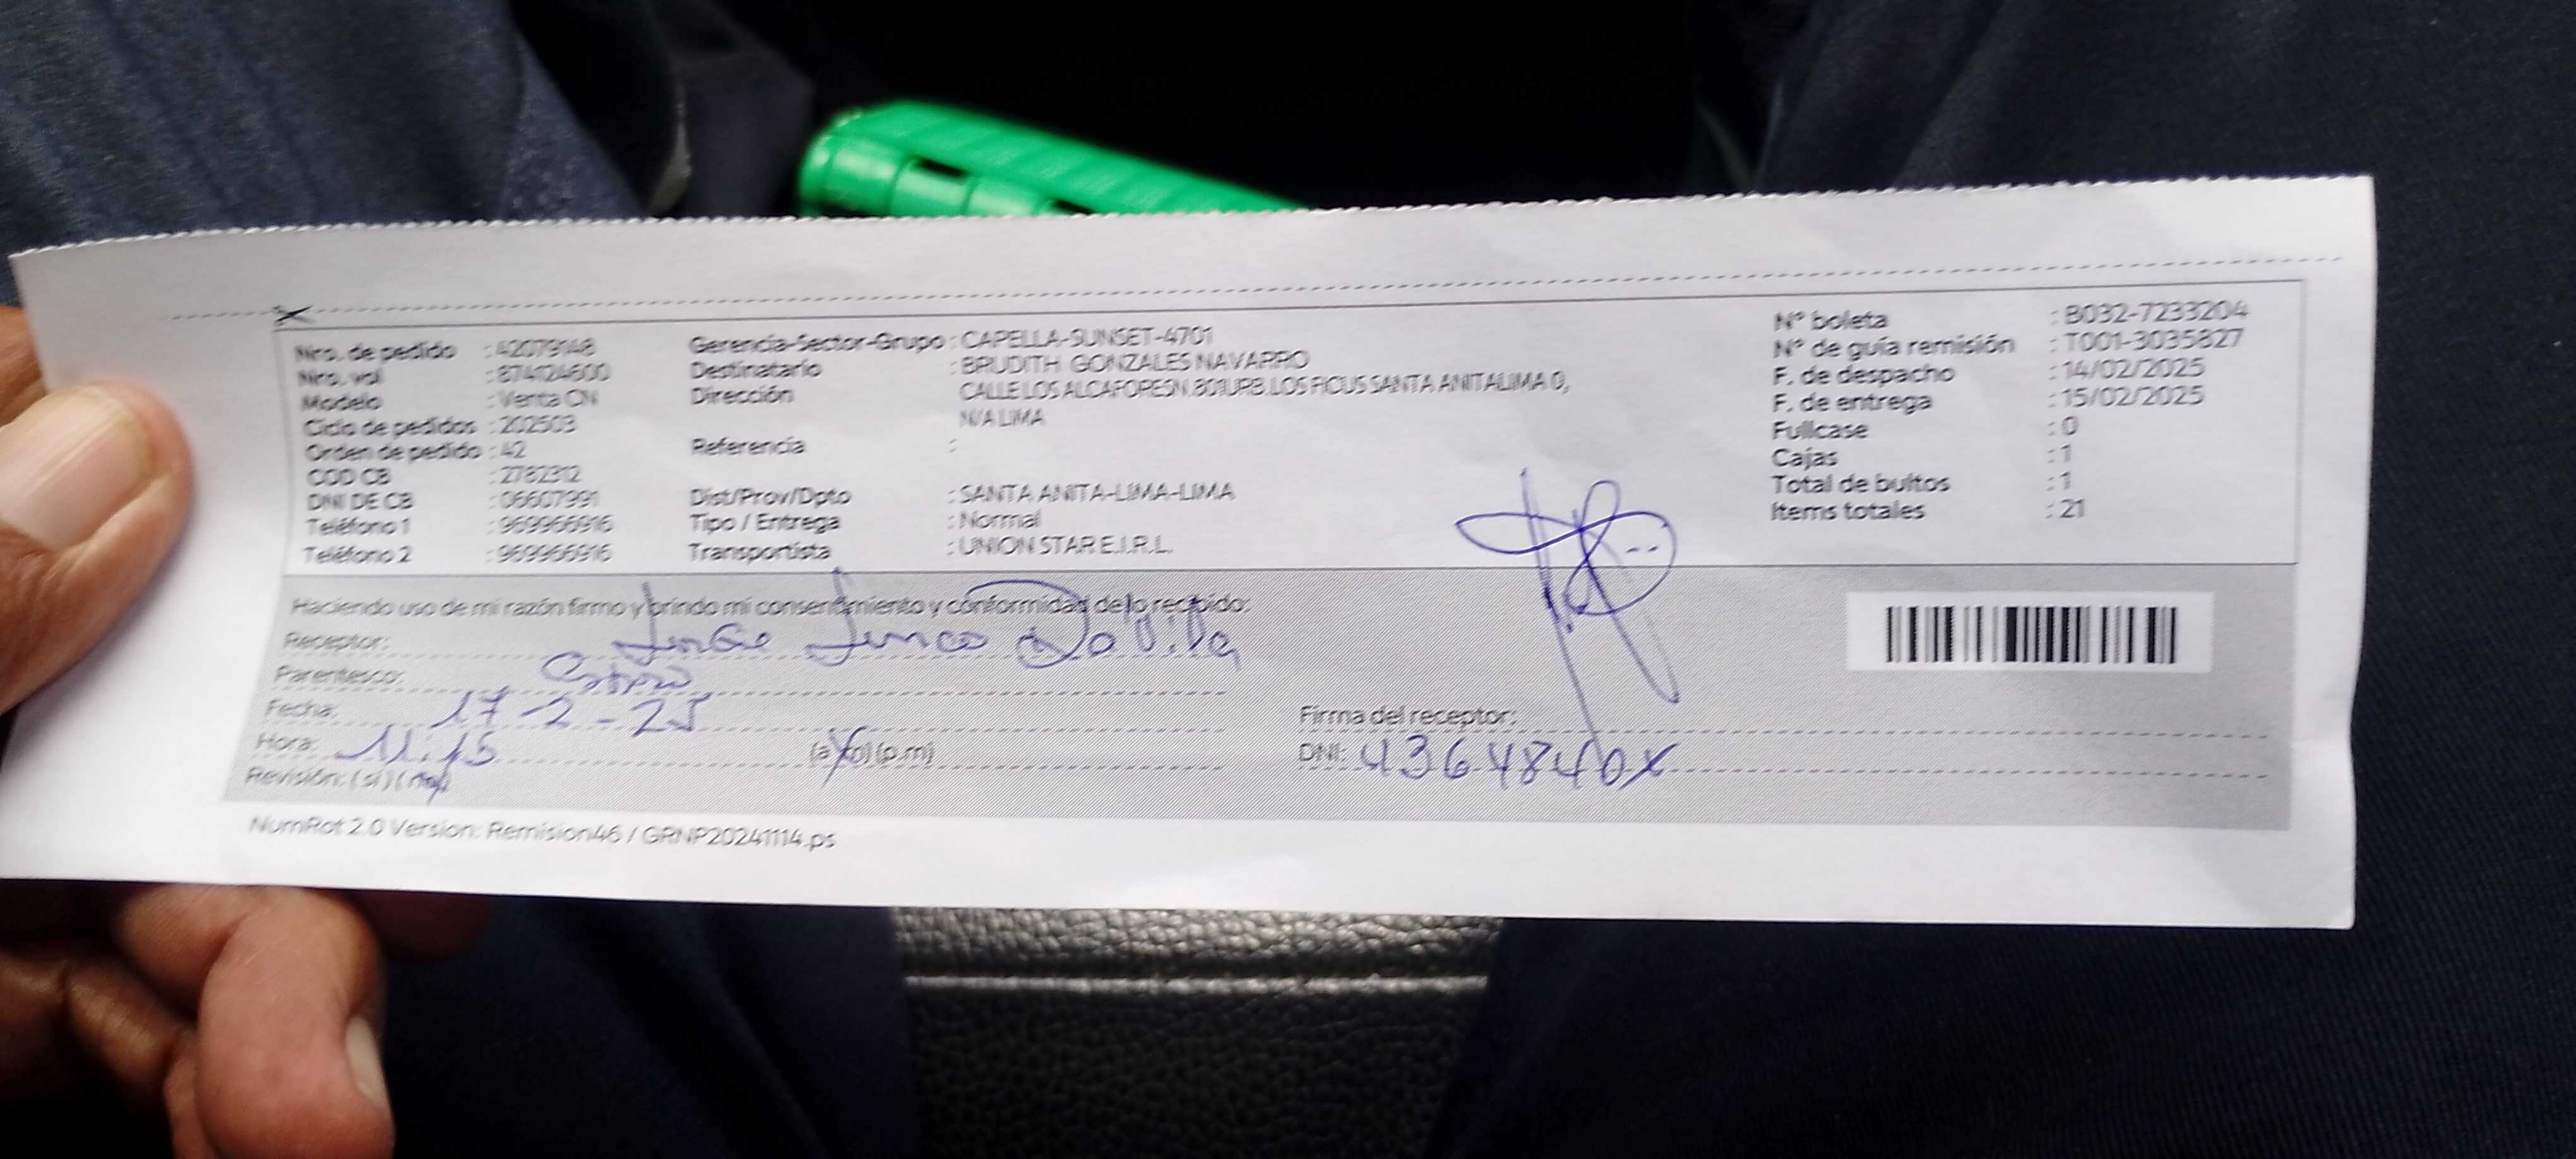 Nro. de pedido : 42079148
Nro. vol : 874124600
Modelo : Venta CN
Ciclo de pedidos : 202503
Orden de pedido : 42
COD CB : 2782312
DNI DE CB : 06607991
Teléfono 1 : 969966916
Teléfono 2 : 969966916
Gerencia-Sector-Grupo : CAPELLA-SUNSET-4701
Destinatario : BRUDITH GONZALES NAVARRO
Dirección : CALLE LOS ALCAFORESN.801URB.LOS FICUS SANTA ANITALIMA 0,
N/A LIMA
Referencia :
Dist/Prov/Dpto : SANTA ANITA-LIMA-LIMA
Tipo / Entrega : Normal
Transportista : UNION STAR E.I.R.L.
N° boleta : B032-7233204
N° de guía remisión : T001-3035827
F. de despacho : 14/02/2025
F. de entrega : 15/02/2025
Fullcase : 0
Cajas : 1
Total de bultos : 1
Items totales : 21
Haciendo uso de mi razón firmo y brindo mi consentimiento y conformidad de lo recibido:
Receptor: Davila
Parentesco:
Fecha: 17-2-25
Hora: 11:15 (a.m) (p.m)
Revisión: (si) (no)
Firma del receptor:
DNI:
NumRot 2.0 Version: Remision46 / GRNP20241114.ps